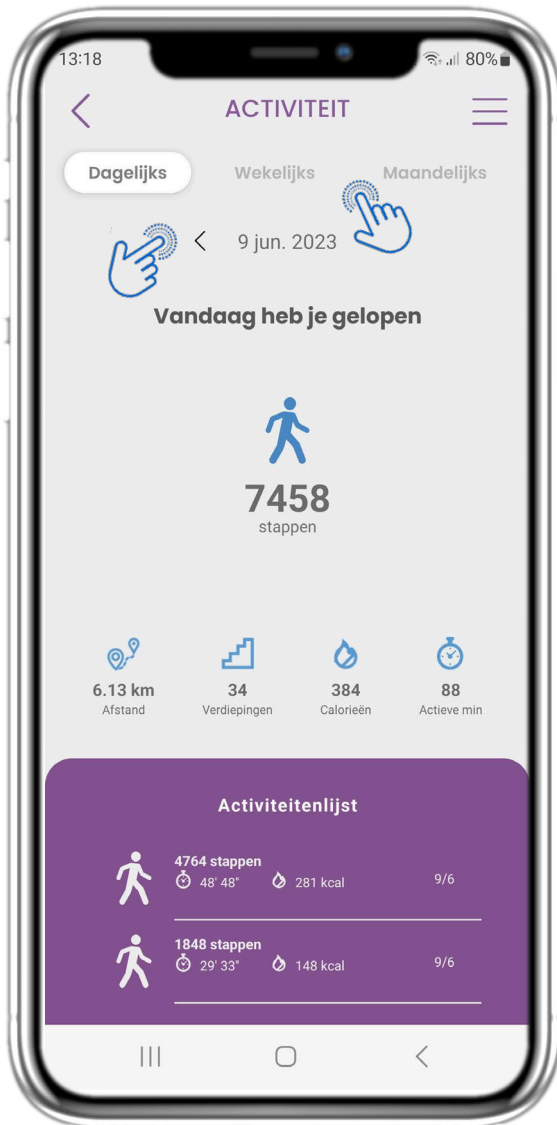 13:18 80%
ACTIVITEIT
Dagelijks Wekelijks Maandelijks
9 jun. 2023
Vandaag heb je gelopen
7458
stappen
6.13 km 34 384 88
Afstand Verdiepingen Calorieën Actieve min
Activiteitenlijst
4764 stappen
48' 48" 281 kcal 9/6
1848 stappen
29' 33" 148 kcal 9/6